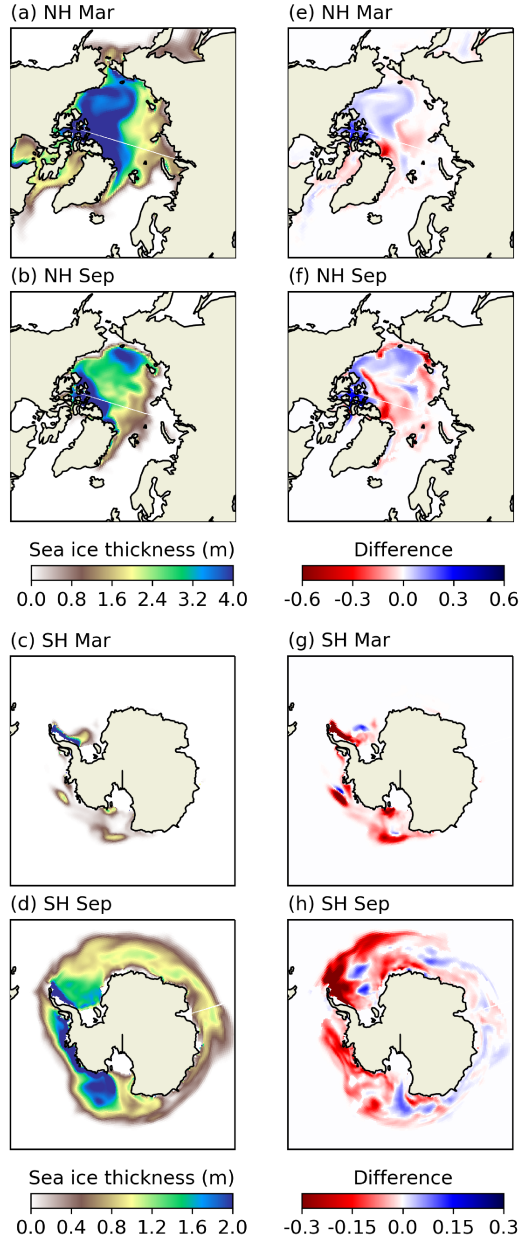 (a) NH Mar
(e) NH Mar
(b) NH Sep
(f) NH Sep
Sea ice thickness (m)
Difference
0.0 0.8 1.6 2.4 3.2 4.0
-0.6 -0.3 0.0 0.3 0.6
(c) SH Mar
(g) SH Mar
(d) SH Sep
(h) SH Sep
Sea ice thickness (m)
Difference
0.0 0.4 0.8 1.2 1.6 2.0
-0.3 -0.15 0.0 0.15 0.3